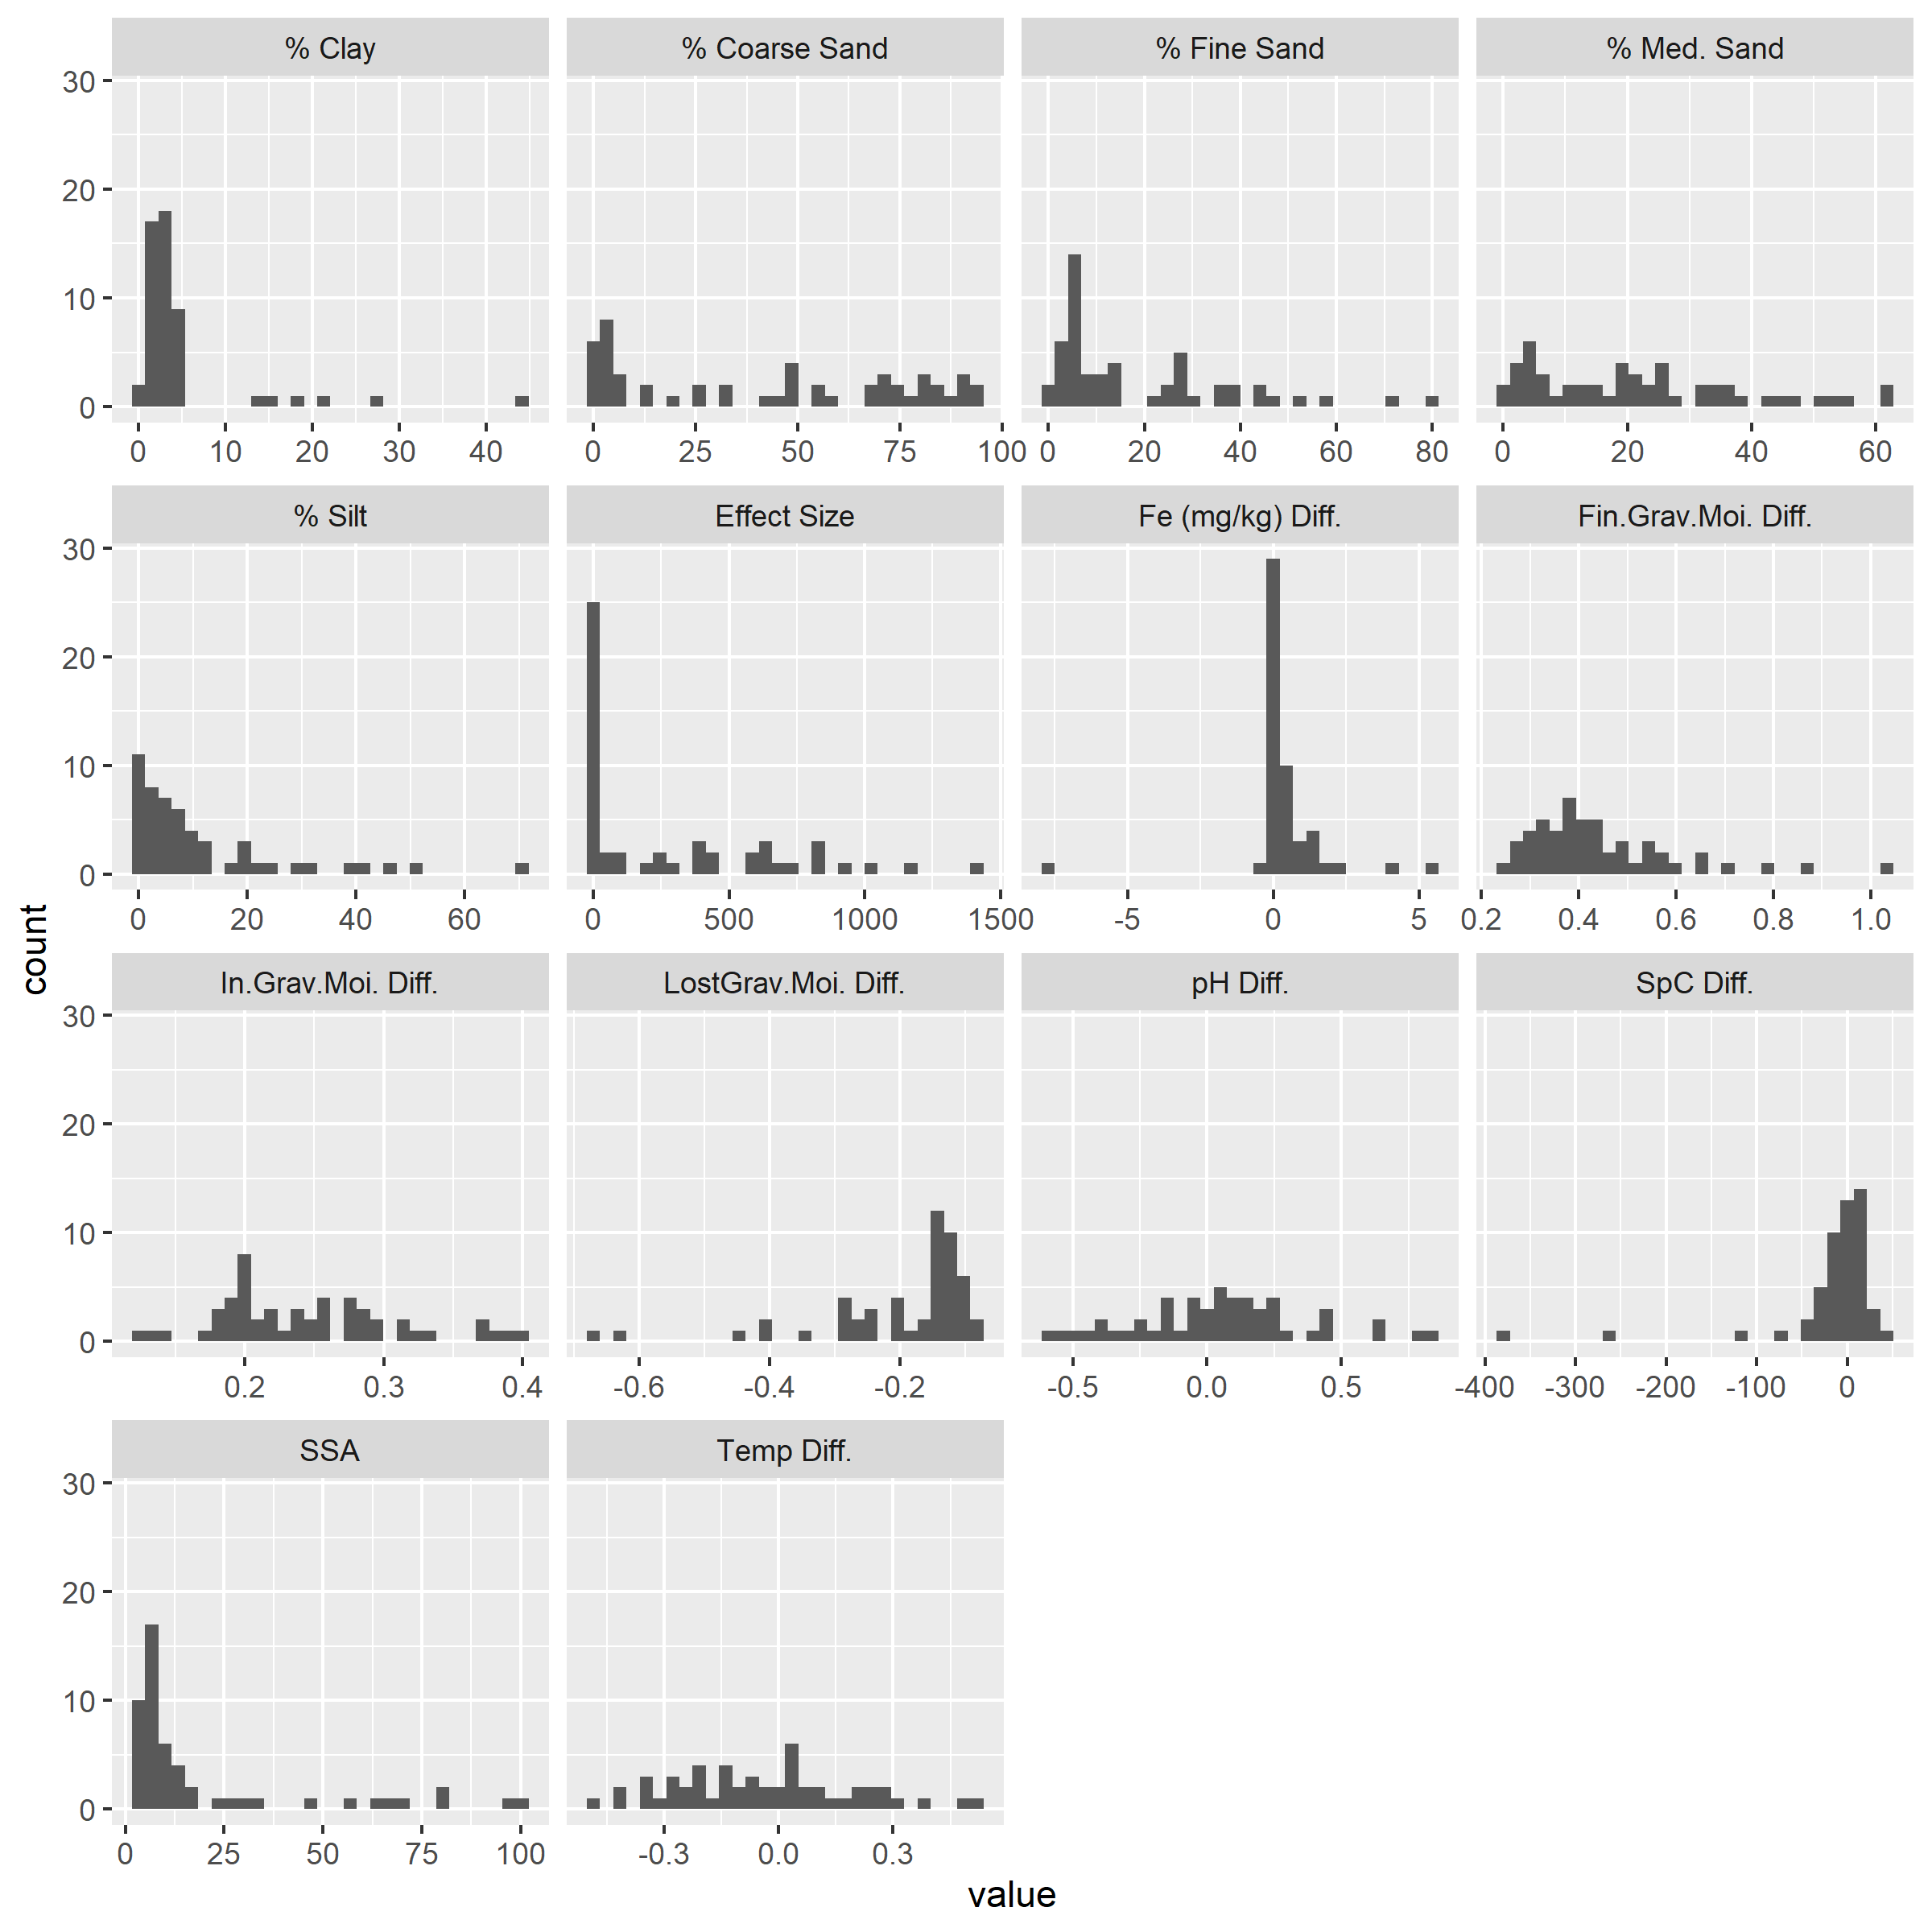 % Clay % Coarse Sand % Fine Sand % Med. Sand
30
20
10
0
0 10 20 30 40 0 25 50 75 100 0 20 40 60 80 0 20 40 60
% Silt Effect Size Fe (mg/kg) Diff. Fin.Grav.Moi. Diff.
30
20
10
0
0 20 40 60 0 500 1000 1500 -5 0 5 0.2 0.4 0.6 0.8 1.0
count
In.Grav.Moi. Diff. LostGrav.Moi. Diff. pH Diff. SpC Diff.
30
20
10
0
0.2 0.3 0.4 -0.6 -0.4 -0.2 -0.5 0.0 0.5 -400 -300 -200 -100 0
SSA Temp Diff.
30
20
10
0
0 25 50 75 100 -0.3 0.0 0.3
value